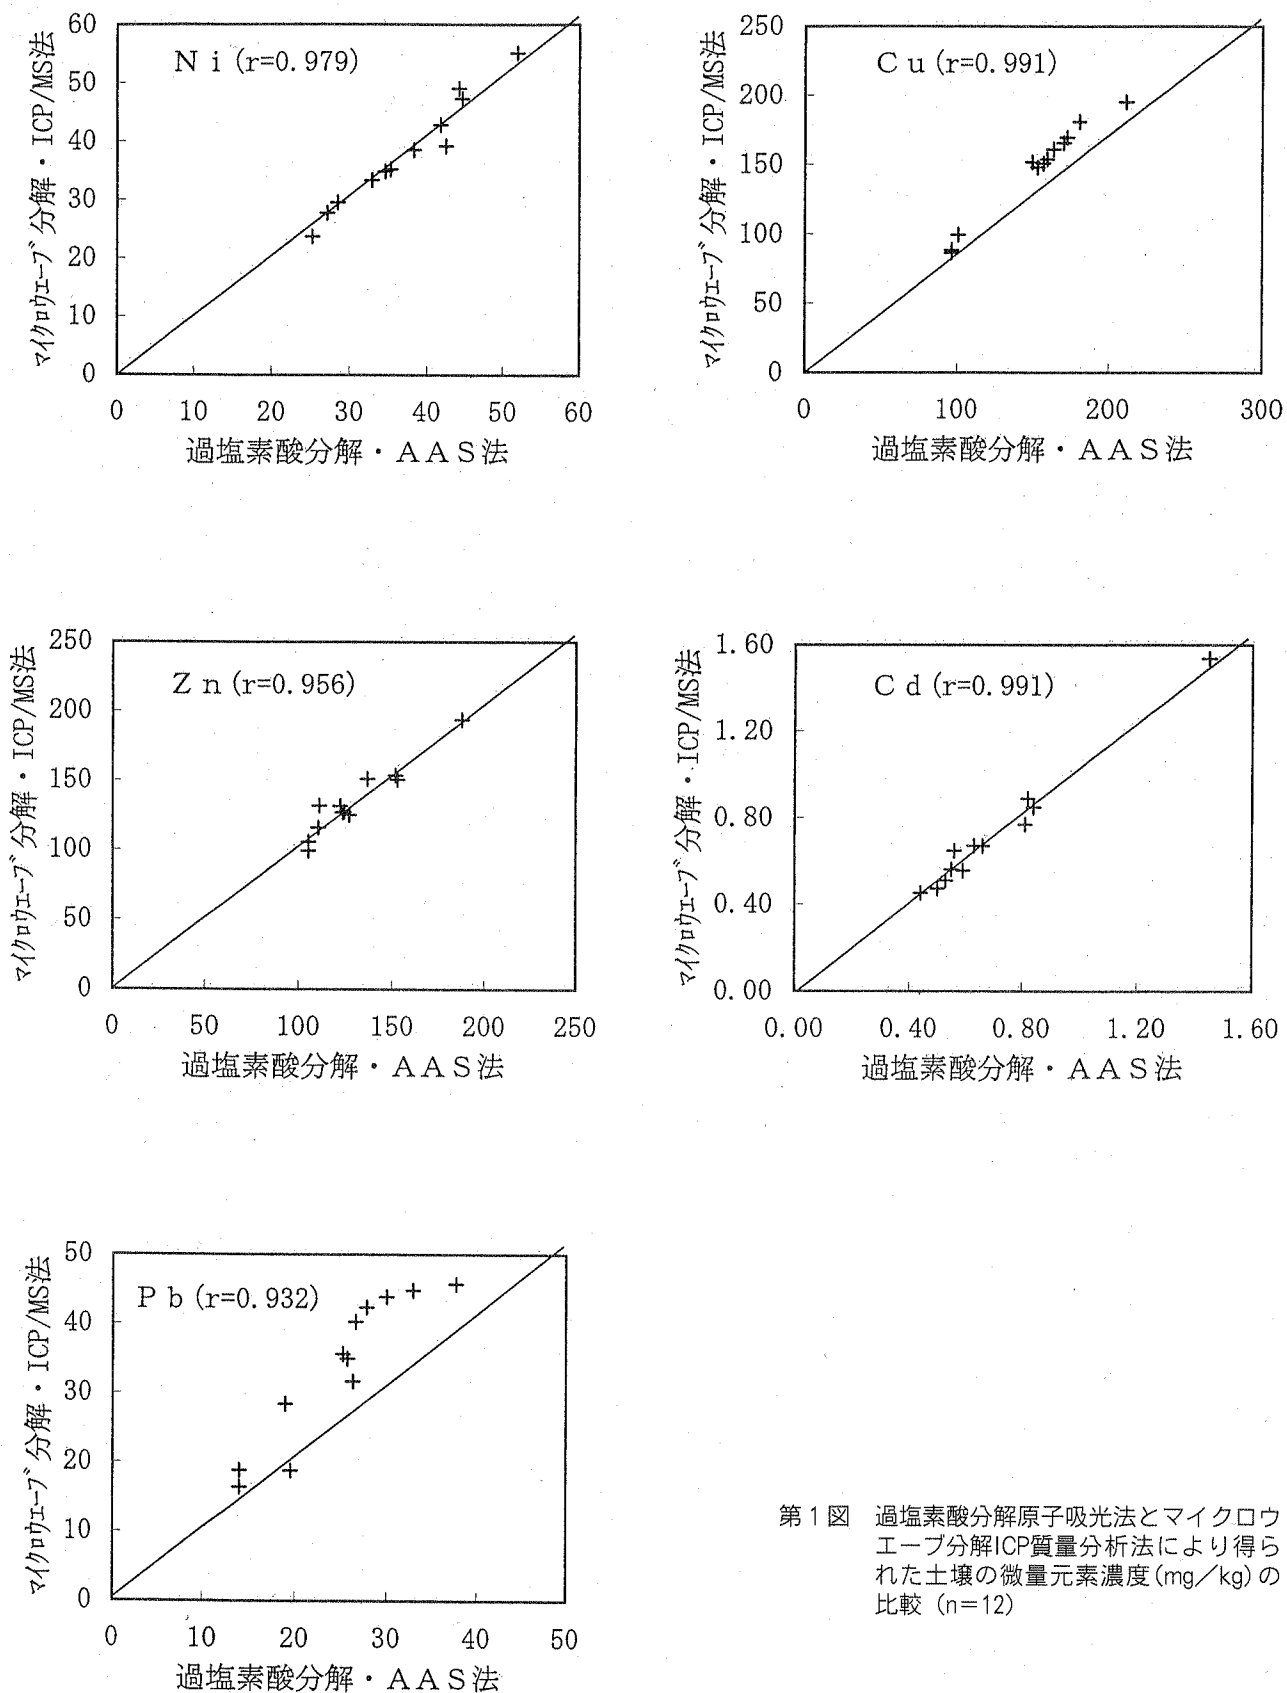 Ni (r=0.979)
60
50
40
30
20
10
0
マイクロウェーブ分解・ICP/MS法
0 10 20 30 40 50 60
過塩素酸分解・AAS法
Cu (r=0.991)
250
200
150
100
50
0
マイクロウェーブ分解・ICP/MS法
0 100 200 300
過塩素酸分解・AAS法
Zn (r=0.956)
250
200
150
100
50
0
マイクロウェーブ分解・ICP/MS法
0 50 100 150 200 250
過塩素酸分解・AAS法
Cd (r=0.991)
1.60
1.20
0.80
0.40
0.00
マイクロウェーブ分解・ICP/MS法
0.00 0.40 0.80 1.20 1.60
過塩素酸分解・AAS法
Pb (r=0.932)
50
40
30
20
10
0
マイクロウェーブ分解・ICP/MS法
0 10 20 30 40 50
過塩素酸分解・AAS法
第1図 過塩素酸分解原子吸光法とマイクロウ
エーブ分解ICP質量分析法により得ら
れた土壌の微量元素濃度(mg/kg)の
比較 (n=12)